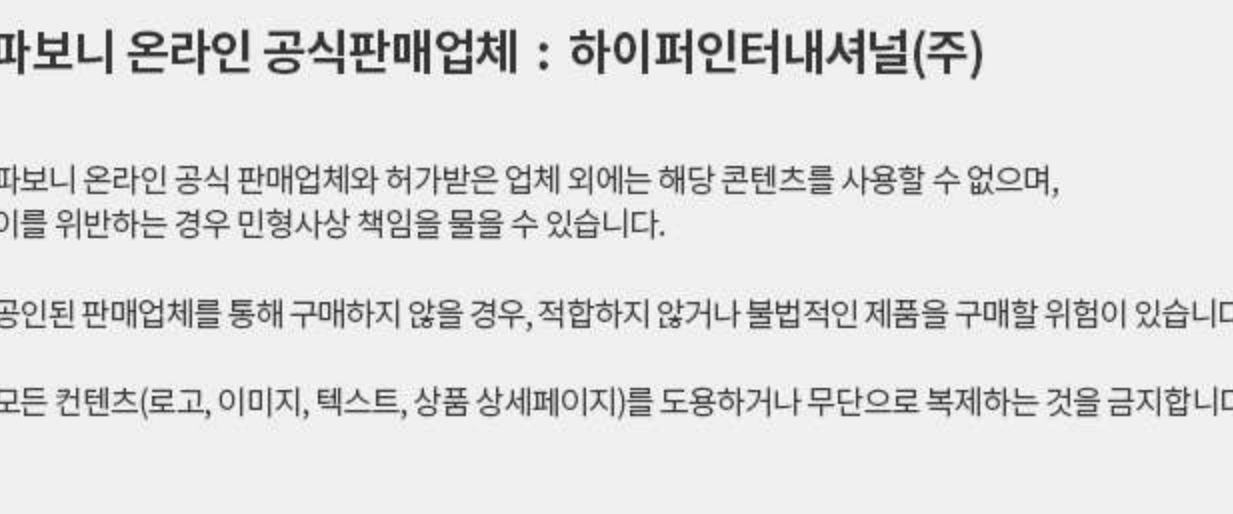 파보니 온라인 공식판매업체 : 하이퍼인터내셔널(주)
파보니 온라인 공식 판매업체와 허가받은 업체 외에는 해당 콘텐츠를 사용할 수 없으며,
이를 위반하는 경우 민형사상 책임을 물을 수 있습니다.
공인된 판매업체를 통해 구매하지 않을 경우, 적합하지 않거나 불법적인 제품을 구매할 위험이 있습니
모든 컨텐츠(로고, 이미지, 텍스트, 상품 상세페이지)를 도용하거나 무단으로 복제하는 것을 금지합니